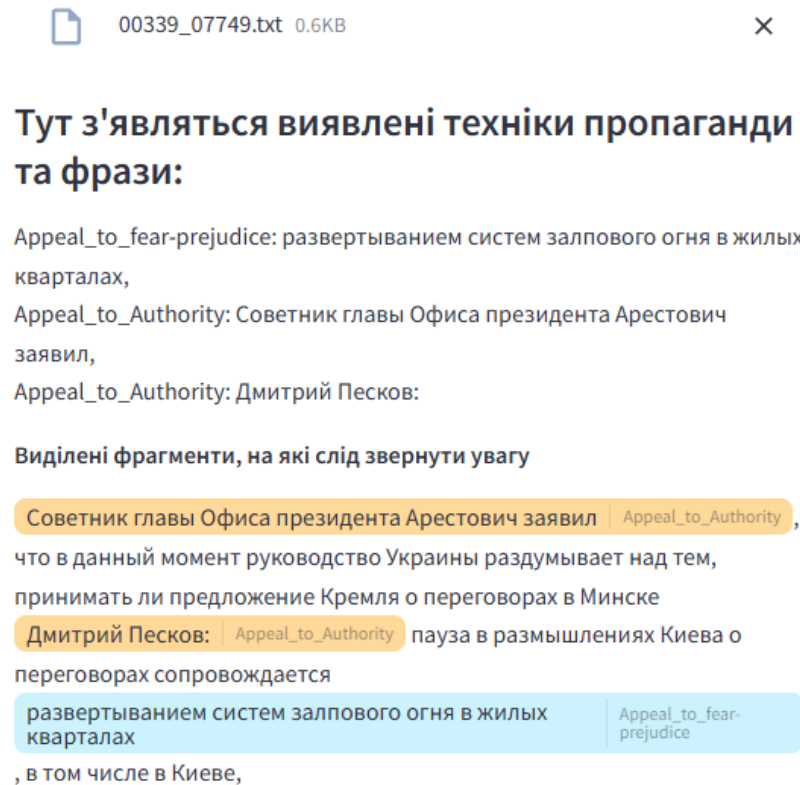 00339_07749.txt 0.6KB
Тут з'являться виявлені техніки пропаганди
та фрази:
Appeal_to_fear-prejudice: развертыванием систем залпового огня в жилых
кварталах,
Appeal_to_Authority: Советник главы Офиса президента Арестович
заявил,
Appeal_to_Authority: Дмитрий Песков:
Виділені фрагменти, на які слід звернути увагу
Советник главы Офиса президента Арестович заявил Appeal_to_Authority ,
что в данный момент руководство Украины раздумывает над тем,
принимать ли предложение Кремля о переговорах в Минске
Дмитрий Песков: Appeal_to_Authority пауза в размышлениях Киева о
переговорах сопровождается
развертыванием систем залпового огня в жилых Appeal_to_fear-
кварталах prejudice
, в том числе в Киеве,